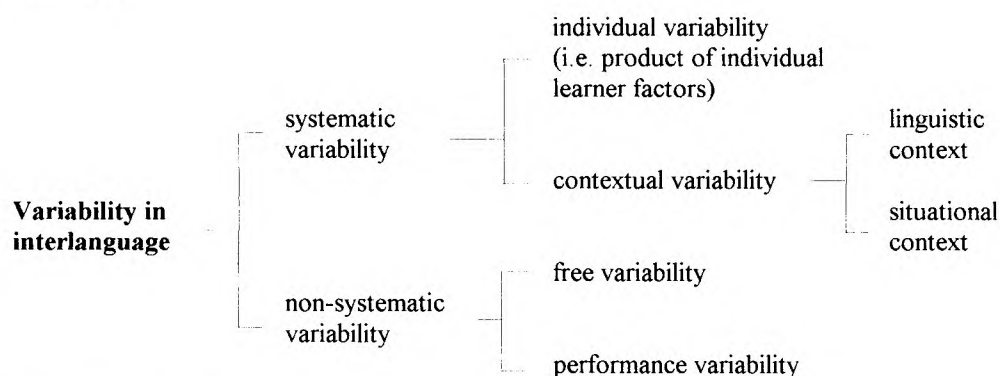 Variability in
interlanguage
systematic
variability
individual variability
(i.e. product of individual
learner factors)
contextual variability
linguistic
context
situational
context
non-systematic
variability
free variability
performance variability